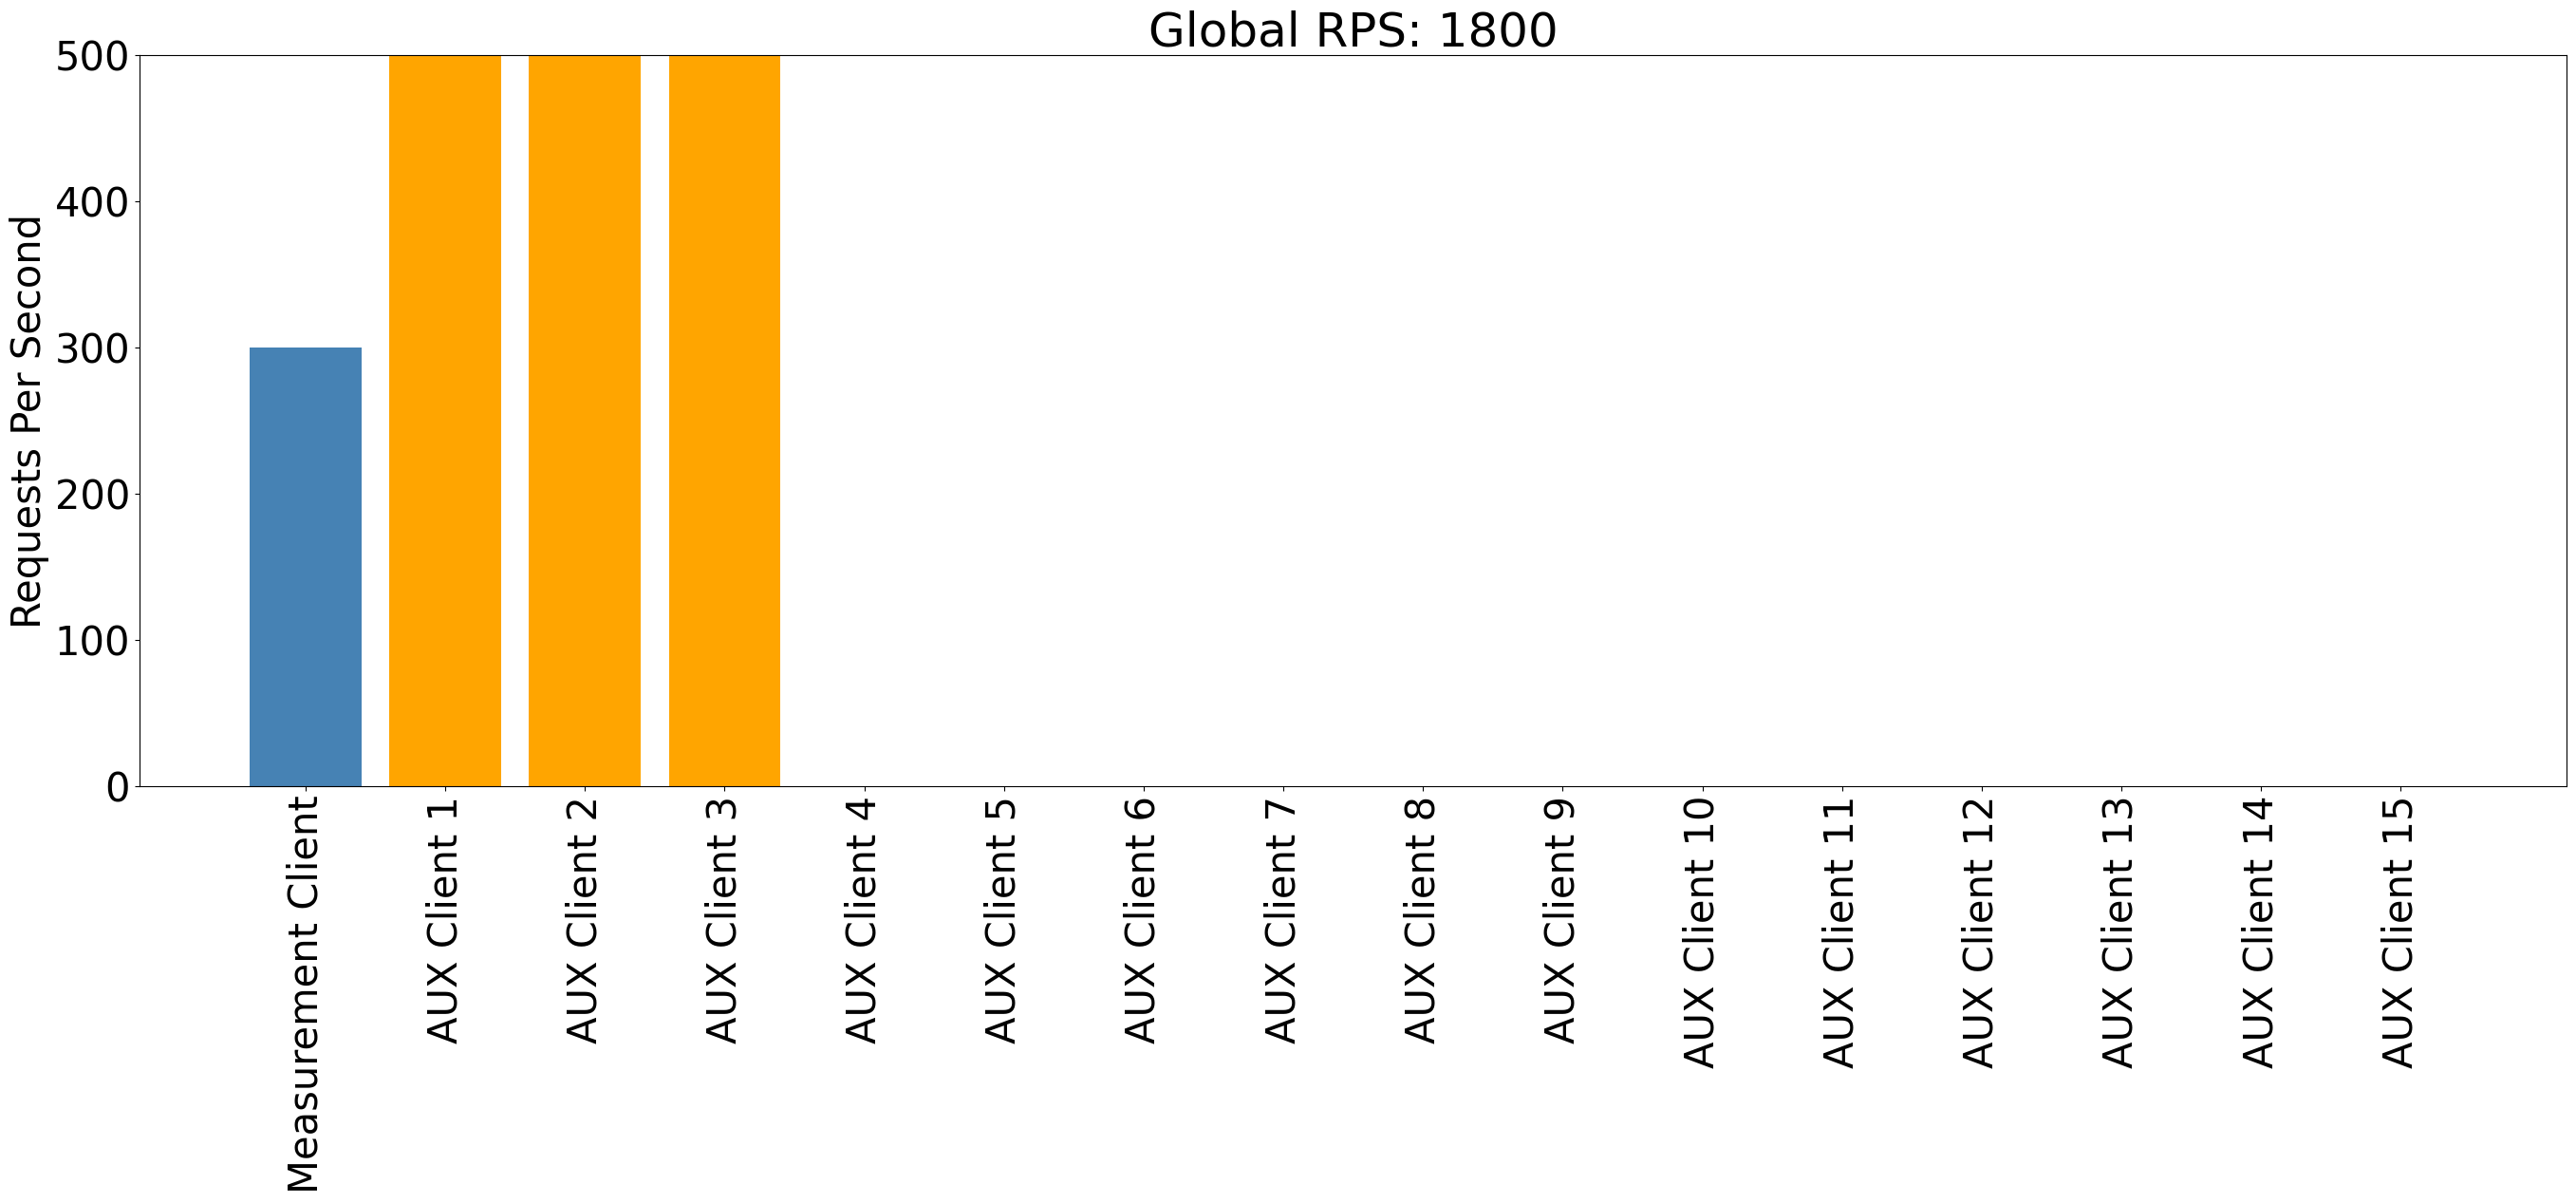 Global RPS: 1800
Requests Per Second
500
400
300
200
100
0
Measurement Client
AUX Client 1
AUX Client 2
AUX Client 3
AUX Client 4
AUX Client 5
AUX Client 6
AUX Client 7
AUX Client 8
AUX Client 9
AUX Client 10
AUX Client 11
AUX Client 12
AUX Client 13
AUX Client 14
AUX Client 15